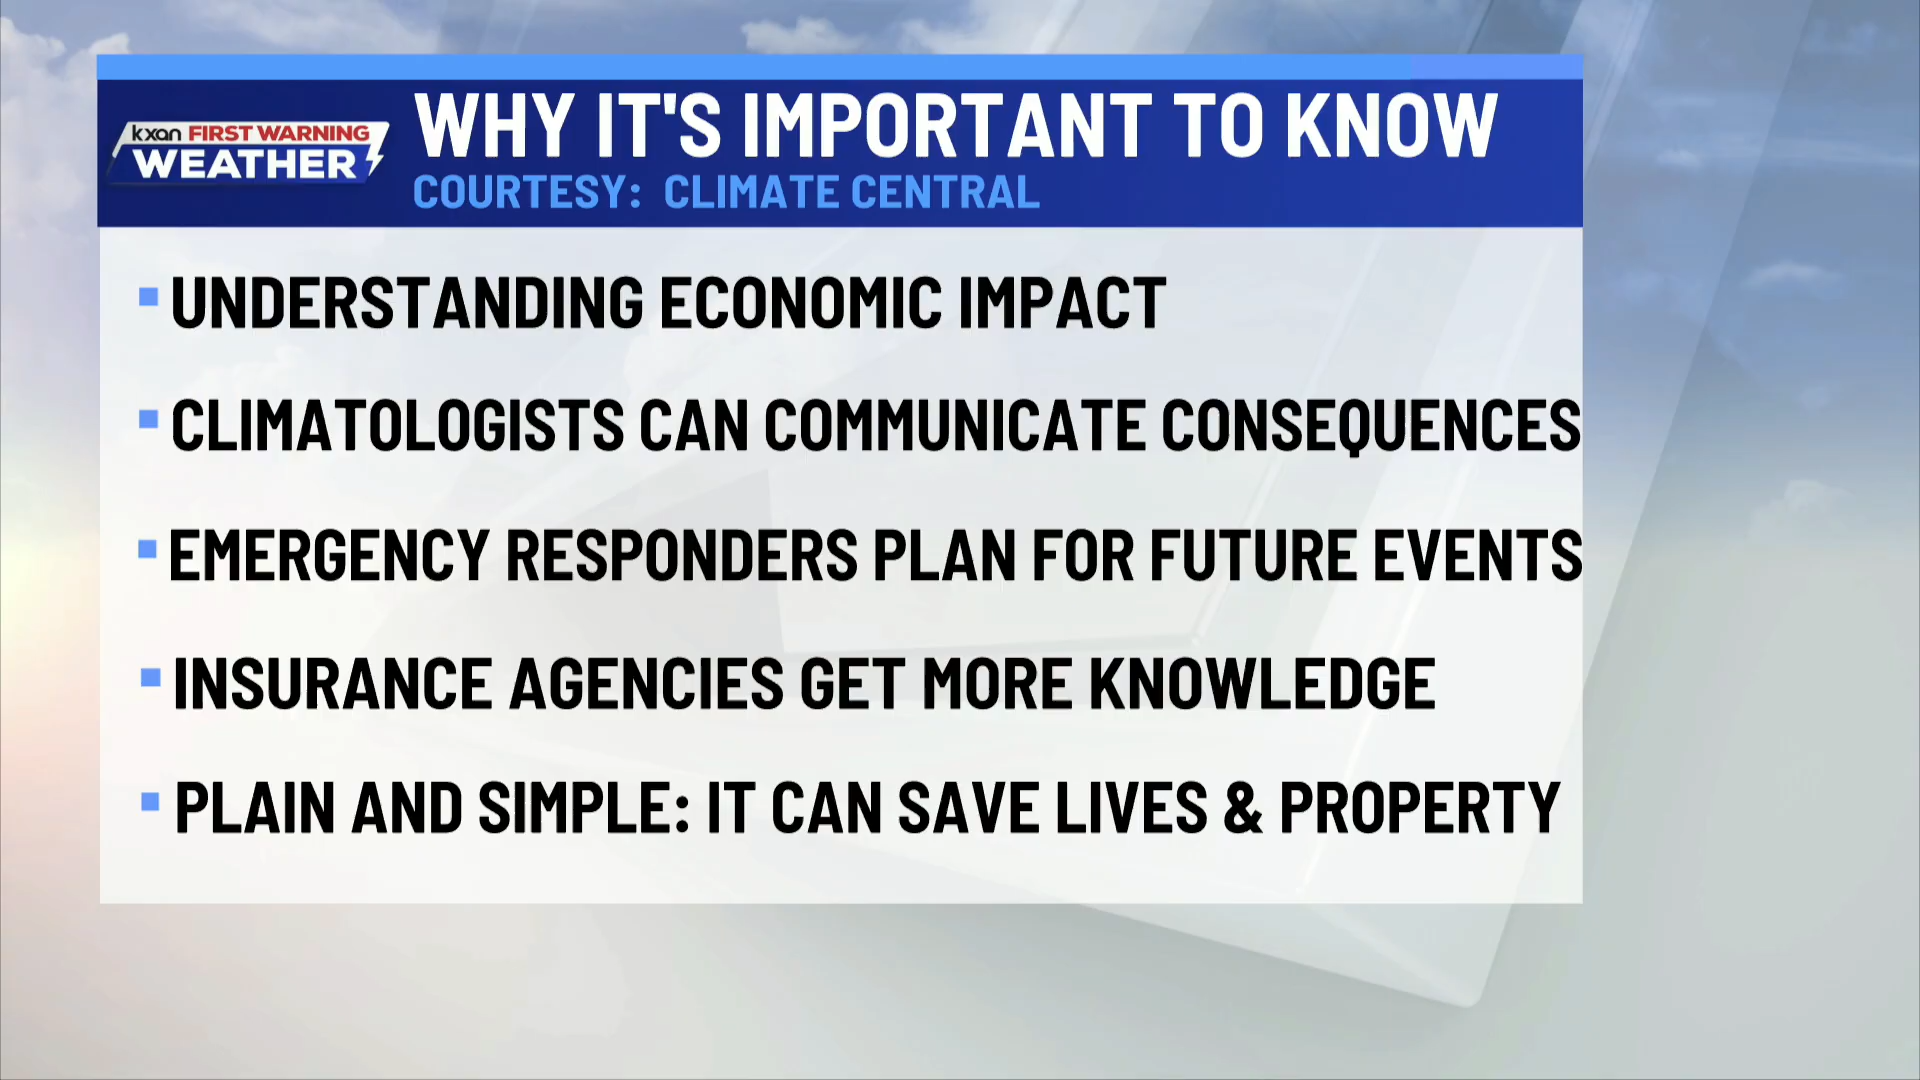 kxan FIRST WARNING
WEATHER
WHY IT'S IMPORTANT TO KNOW
COURTESY: CLIMATE CENTRAL
UNDERSTANDING ECONOMIC IMPACT
CLIMATOLOGISTS CAN COMMUNICATE CONSEQUENCES
EMERGENCY RESPONDERS PLAN FOR FUTURE EVENTS
INSURANCE AGENCIES GET MORE KNOWLEDGE
PLAIN AND SIMPLE: IT CAN SAVE LIVES & PROPERTY